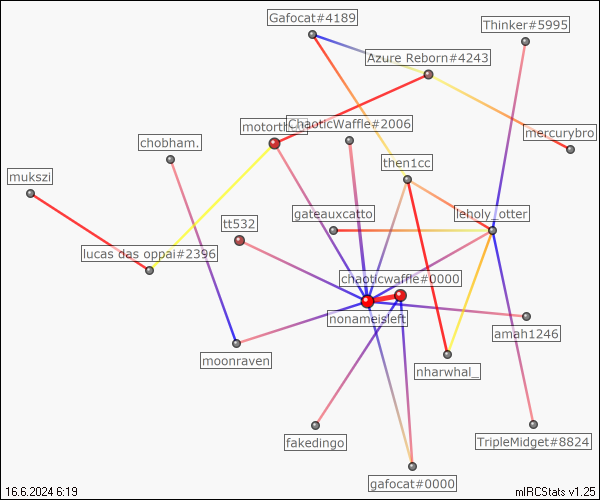 Gafocat#4189
Thinker#5995
Azure Reborn#4243
ChaoticWaffle#2006
mercurybro
chobham.
then1cc
mukszi
gateauxcatto
leholy_otter
tt532
lucas das oppai#2396
chaoticwaffle#0000
nonameisleft
amah1246
moonraven
nharwhal_
fakedingo
TripleMidget#8824
gafocat#0000
16.6.2024 6:19
mIRCStats v1.25